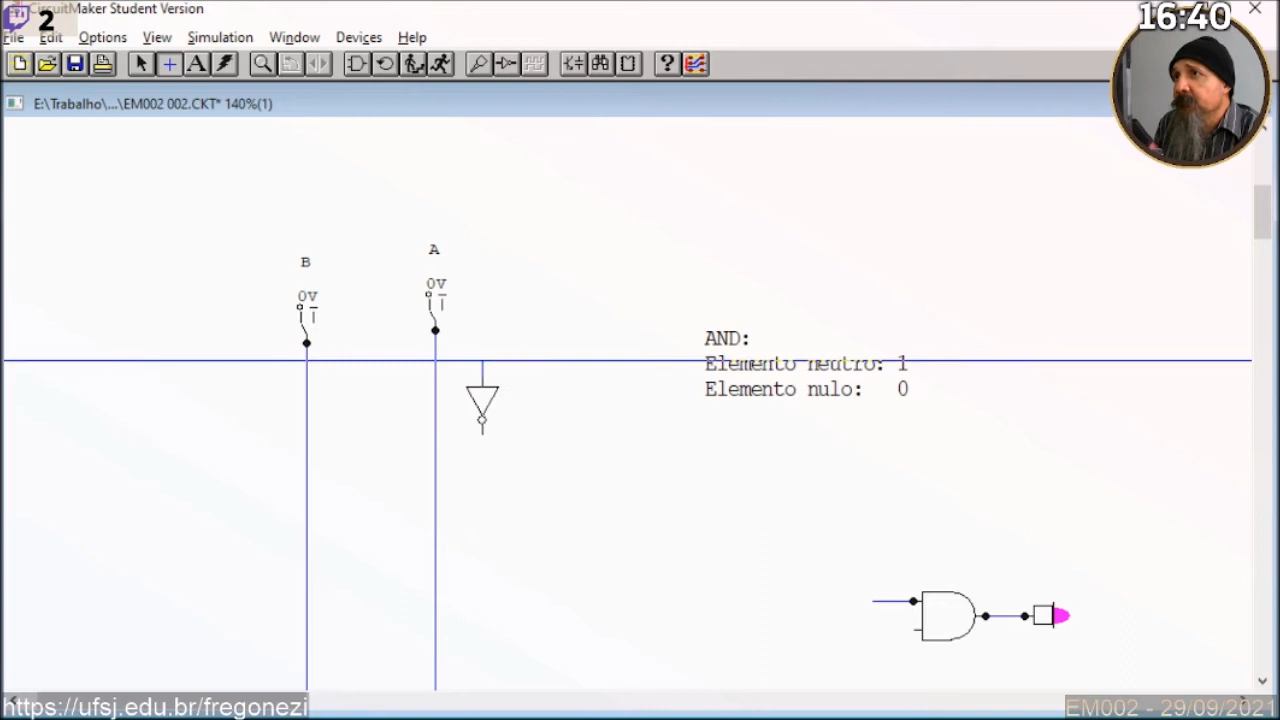 CircuitMaker Student Version
2
16:40
File Edit Options View Simulation Window Devices Help
E:\Trabalho\...\EM002 002.CKT* 140%(1)
A
B
0V
0V
AND:
Elemento neutro: 1
Elemento nulo: 0
https://ufsj.edu.br/fregonezi
EM002 - 29/09/2021